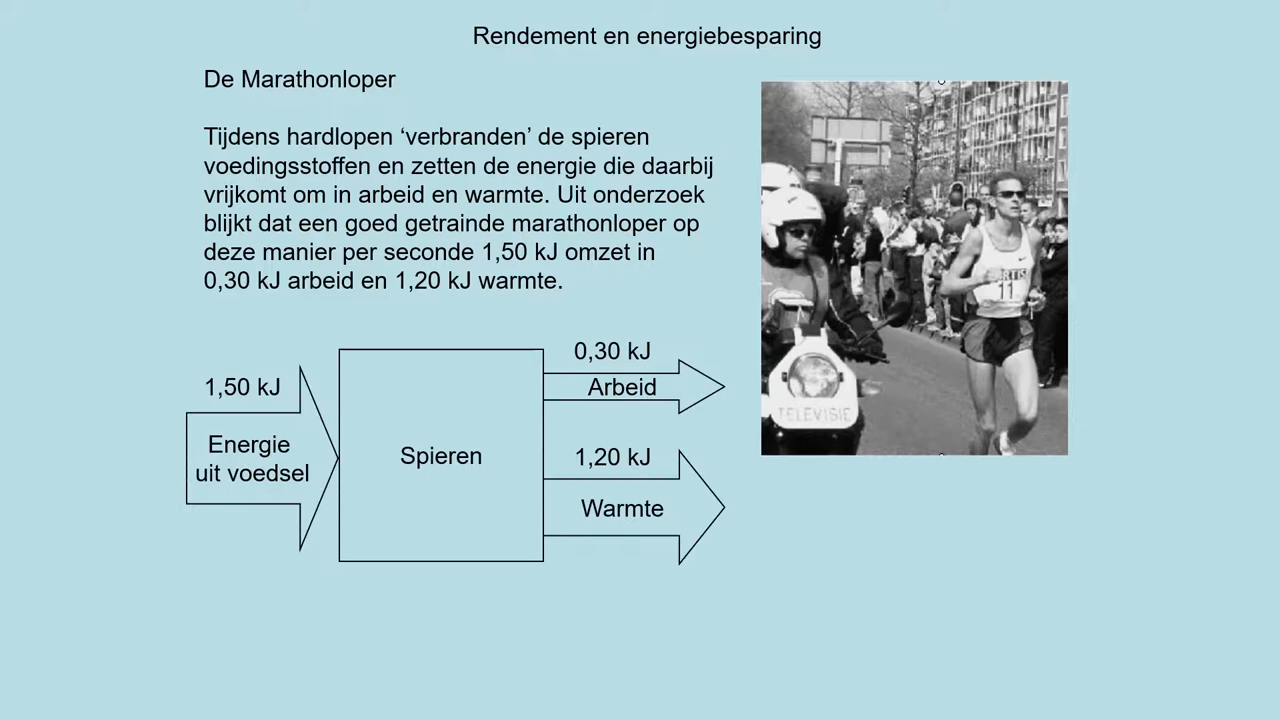 Rendement en energiebesparing
De Marathonloper
Tijdens hardlopen ‘verbranden’ de spieren
voedingsstoffen en zetten de energie die daarbij
vrijkomt om in arbeid en warmte. Uit onderzoek
blijkt dat een goed getrainde marathonloper op
deze manier per seconde 1,50 kJ omzet in
0,30 kJ arbeid en 1,20 kJ warmte.
1,50 kJ
Energie
uit voedsel
Spieren
0,30 kJ
Arbeid
1,20 kJ
Warmte
11
TELEVISIE